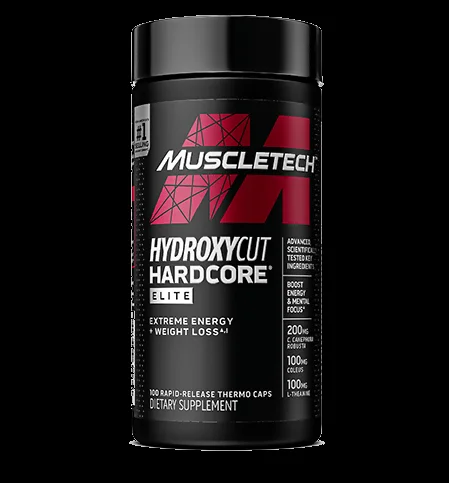 #1
SELLING
MUSCLETECH™
HYDROXYCUT
HARDCORE®
ELITE
EXTREME ENERGY
+ WEIGHT LOSS
100 RAPID-RELEASE THERMO CAPS
DIETARY SUPPLEMENT
ADVANCED,
SCIENTIFICALLY
TESTED KEY
INGREDIENTS
BOOST
ENERGY
& MENTAL
FOCUS
200MG
C. CANEPHORA
ROBUSTA
100MG
COLEUS
100MG
L-THEANINE